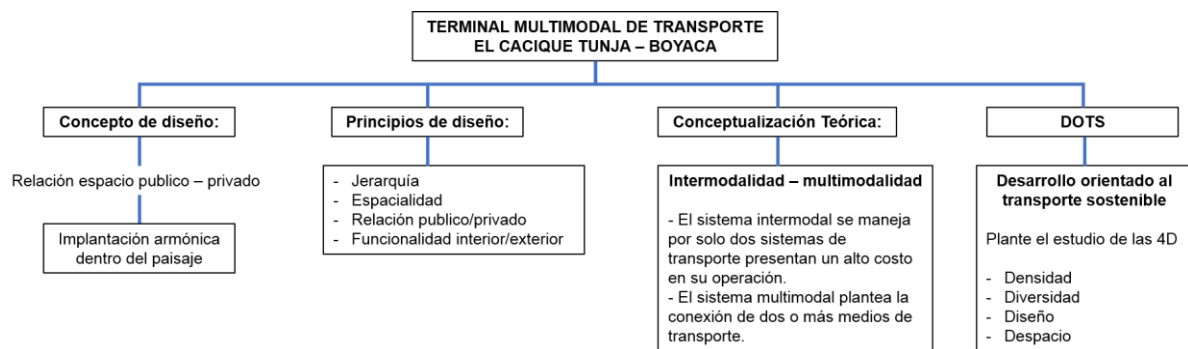 TERMINAL MULTIMODAL DE TRANSPORTE
EL CACIQUE TUNJA – BOYACA
Concepto de diseño:
Relación espacio publico – privado
Implantación armónica
dentro del paisaje
Principios de diseño:
- Jerarquía
- Espacialidad
- Relación publico/privado
- Funcionalidad interior/exterior
Conceptualización Teórica:
Intermodalidad – multimodalidad
- El sistema intermodal se maneja
por solo dos sistemas de
transporte presentan un alto costo
en su operación.
- El sistema multimodal plantea la
conexión de dos o más medios de
transporte.
DOTS
Desarrollo orientado al
transporte sostenible
Plante el estudio de las 4D
- Densidad
- Diversidad
- Diseño
- Despacio